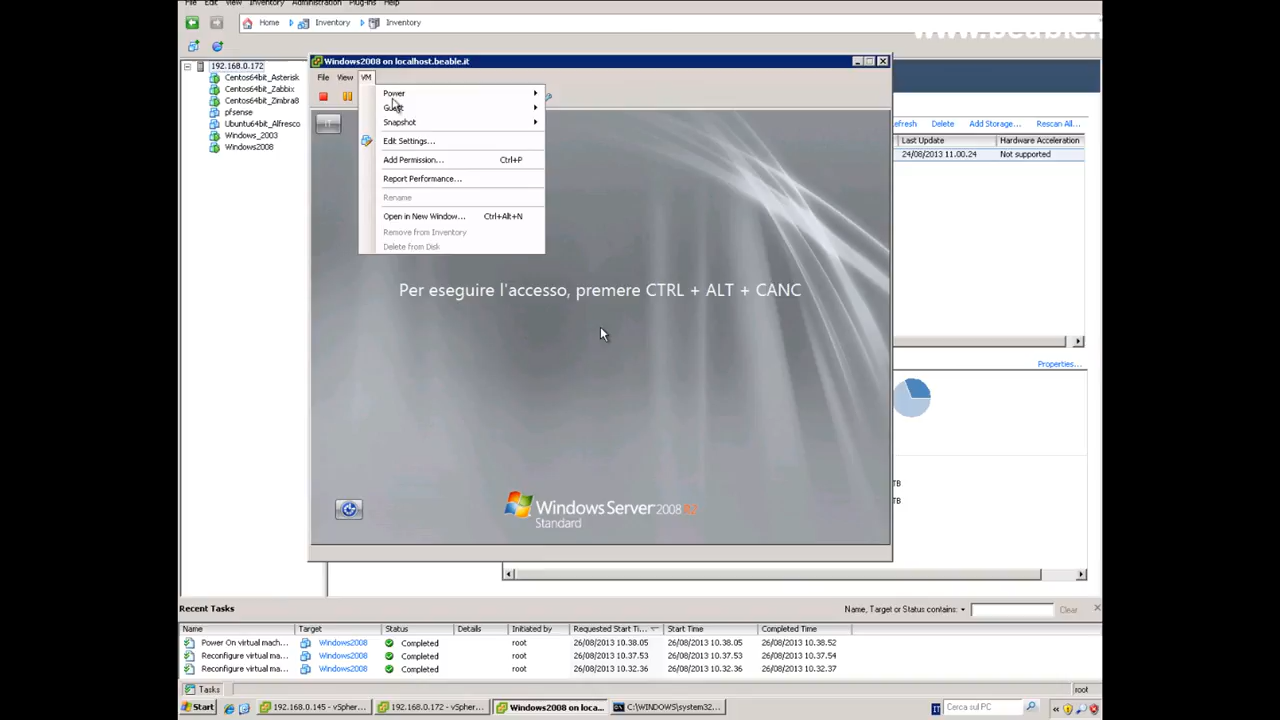 File Edit View Inventory Administration Plug-ins Help
Home Inventory Inventory
192.168.0.172
Centos64bit_Asterisk
Centos64bit_Zabbix
Centos64bit_Zimbra8
pfsense
Ubuntu64bit_Alfresco
Windows_2003
Windows2008
Windows2008 on localhost.beable.it
File View VM
Power
Guest
Snapshot
Edit Settings...
Add Permission... Ctrl+P
Report Performance...
Rename
Open in New Window... Ctrl+Alt+N
Remove from Inventory
Delete from Disk
IT
Per eseguire l'accesso, premere CTRL + ALT + CANC
Windows Server 2008 R2
Standard
Delete Add Storage... Rescan All...
Last Update Hardware Acceleration
24/08/2013 11.00.24 Not supported
Properties...
TB
TB
Recent Tasks
Name, Target or Status contains: Clear
Name Target Status Details Initiated by Requested Start Ti... Start Time Completed Time
Power On virtual mach... Windows2008 Completed root 26/08/2013 10.38.05 26/08/2013 10.38.05 26/08/2013 10.38.52
Reconfigure virtual ma... Windows2008 Completed root 26/08/2013 10.37.53 26/08/2013 10.37.53 26/08/2013 10.37.54
Reconfigure virtual ma... Windows2008 Completed root 26/08/2013 10.32.36 26/08/2013 10.32.36 26/08/2013 10.32.37
Tasks root
Start 192.168.0.145 - vSpher... 192.168.0.172 - vSpher... Windows2008 on loca... C:\WINDOWS\system32... IT Cerca sul PC